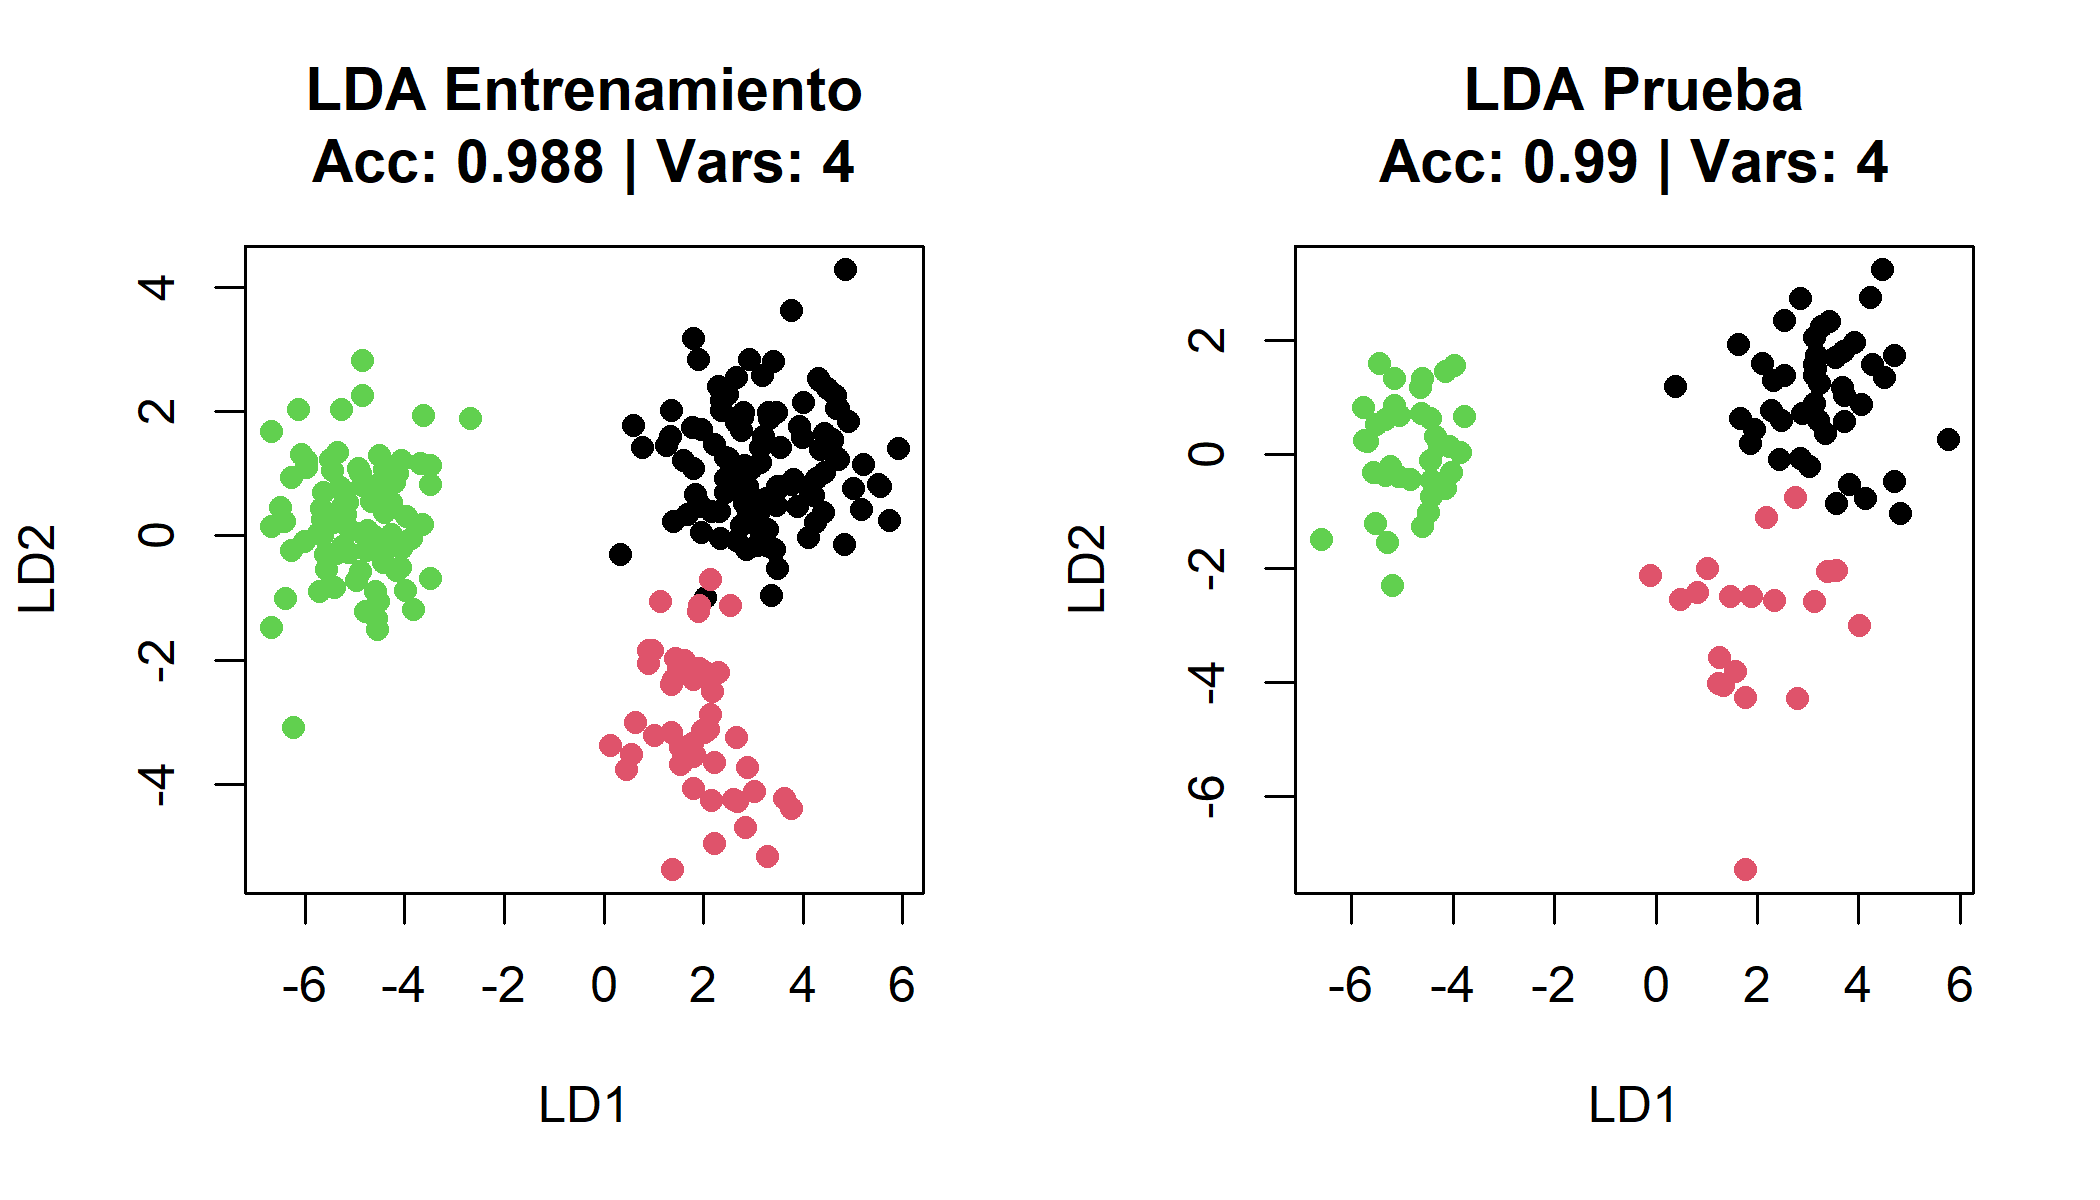 LDA Entrenamiento
Acc: 0.988 | Vars: 4
4
2
0
-2
-4
LD2
-6 -4 -2 0 2 4 6
LD1
LDA Prueba
Acc: 0.99 | Vars: 4
2
0
-2
-4
-6
LD2
-6 -4 -2 0 2 4 6
LD1